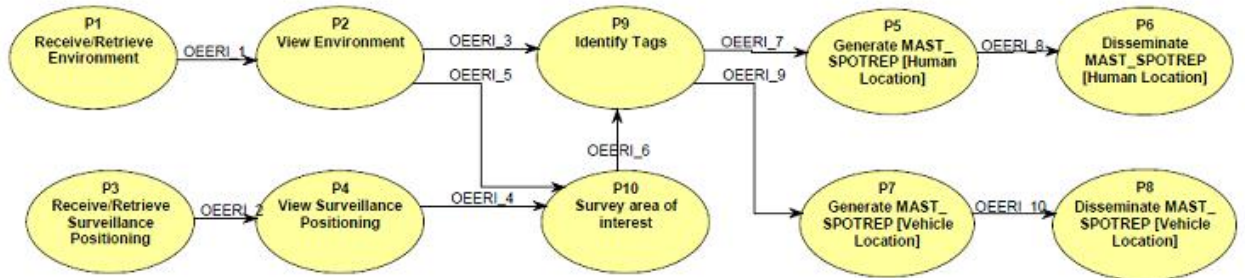 P1
Receive/Retrieve
Environment
OEERI_1
P2
View Environment
OEERI_3
OEERI_5
P9
Identify Tags
OEERI_7
OEERI_9
P5
Generate MAST_
SPOTREP [Human
Location]
OEERI_8
P6
Disseminate
MAST_SPOTREP
[Human Location]
OEERI_6
P3
Receive/Retrieve
Surveillance
Positioning
OEERI_2
P4
View Surveillance
Positioning
OEERI_4
P10
Survey area of
interest
P7
Generate MAST_
SPOTREP [Vehicle
Location]
OEERI_10
P8
Disseminate MAST_
SPOTREP [Vehicle
Location]